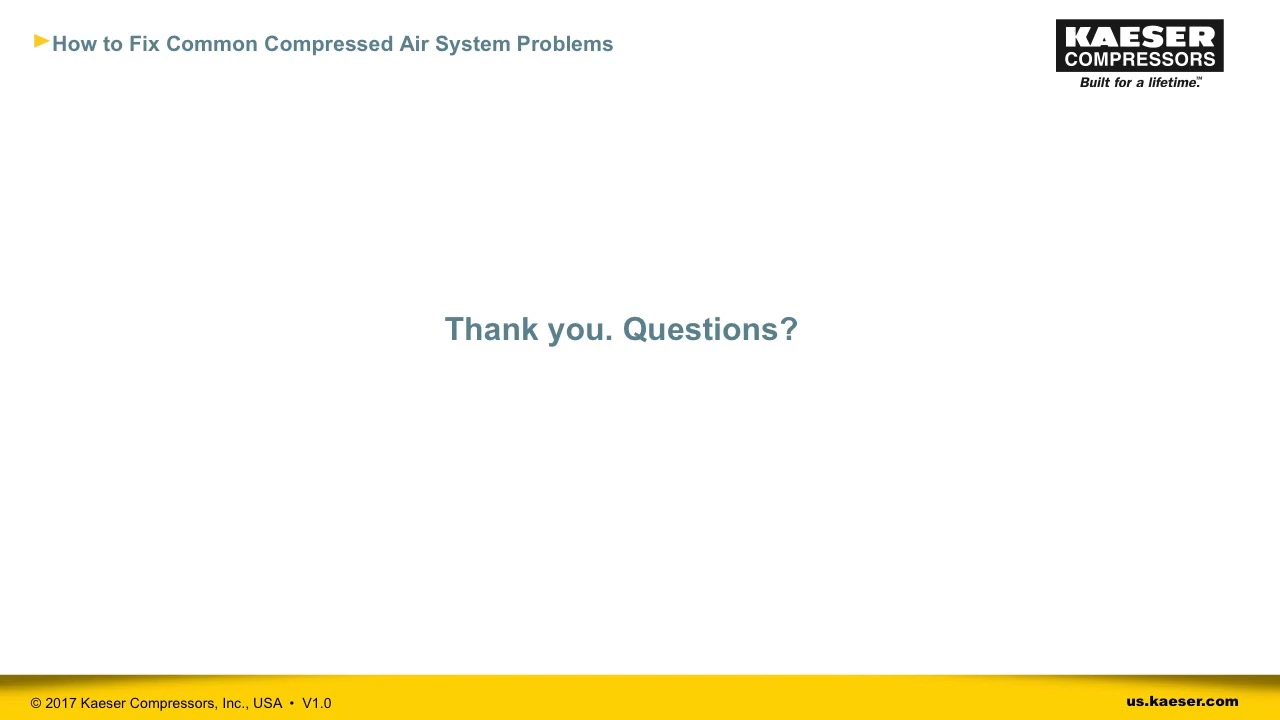 How to Fix Common Compressed Air System Problems
KAESER
COMPRESSORS
Built for a lifetime.™
Thank you. Questions?
© 2017 Kaeser Compressors, Inc., USA • V1.0
us.kaeser.com